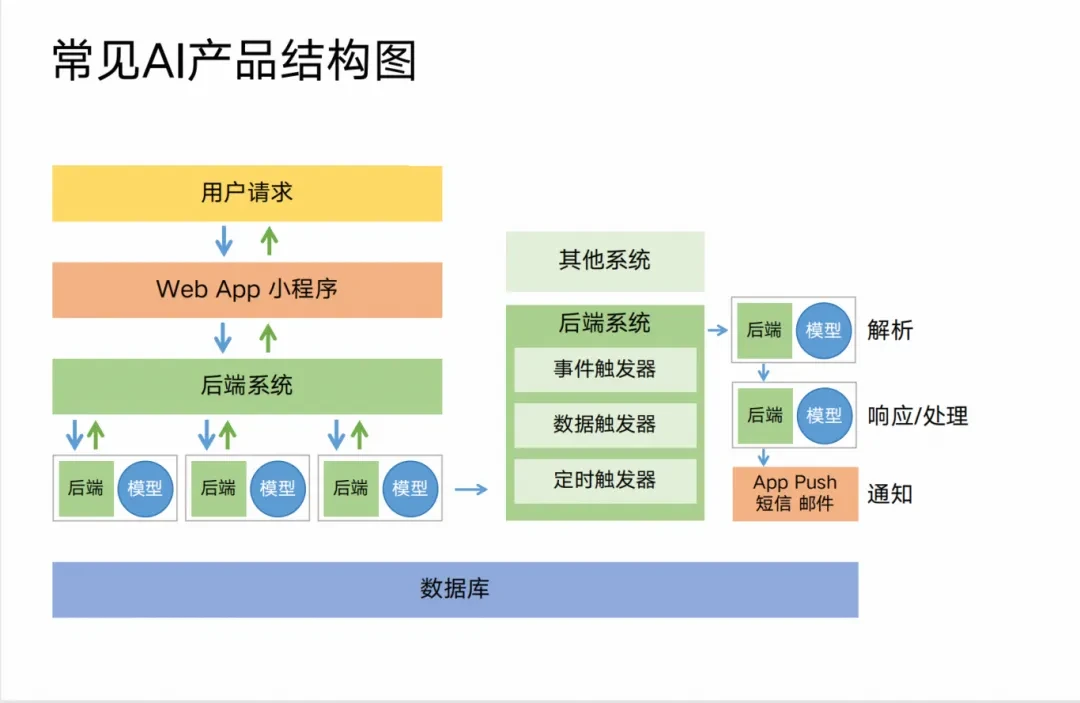 常见AI产品结构图
用户请求
Web App 小程序
后端系统
后端
模型
后端
模型
后端
模型
其他系统
后端系统
事件触发器
数据触发器
定时触发器
后端
模型
解析
后端
模型
响应/处理
App Push
短信 邮件
通知
数据库